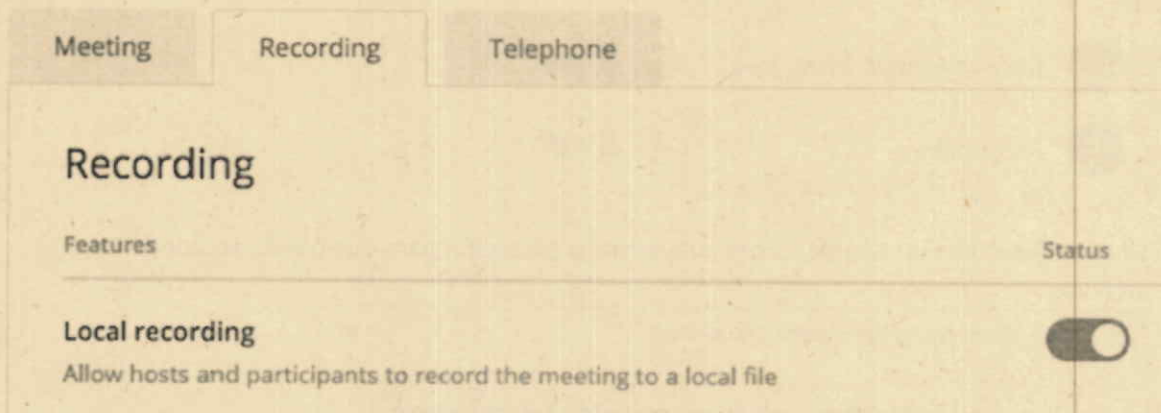 Meeting Recording Telephone
Recording
Features Status
Local recording
Allow hosts and participants to record the meeting to a local file